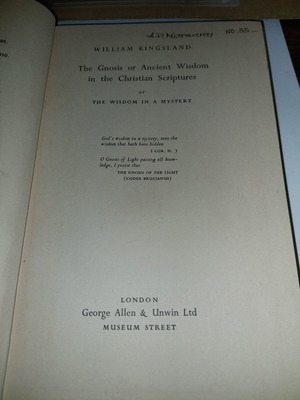 WILLIAM KINGSLAND
The Gnosis or Ancient Wisdom
in the Christian Scriptures
or
THE WISDOM IN A MYSTERY
God's wisdom in a mystery, even the
wisdom that hath been hidden
I COR. II. 7
O Gnosis of Light passing all know-
ledge, I praise thee
THE GNOSIS OF THE LIGHT
(CODEX BRUCIANUS)
LONDON
George Allen & Unwin Ltd
MUSEUM STREET